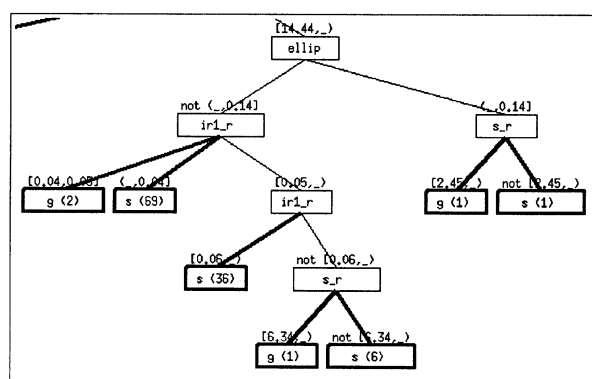 [14.44,_)
ellip
not (_,0.14]
(_,0.14]
ir1_r
s_r
[0.04,0.05]
(_,0.04]
[0.05,_)
[2.45,_)
not [2.45,_)
g (2)
s (69)
ir1_r
g (1)
s (1)
[0.06,_)
not [0.06,_)
s (36)
s_r
[6.34,_)
not [6.34,_)
g (1)
s (6)